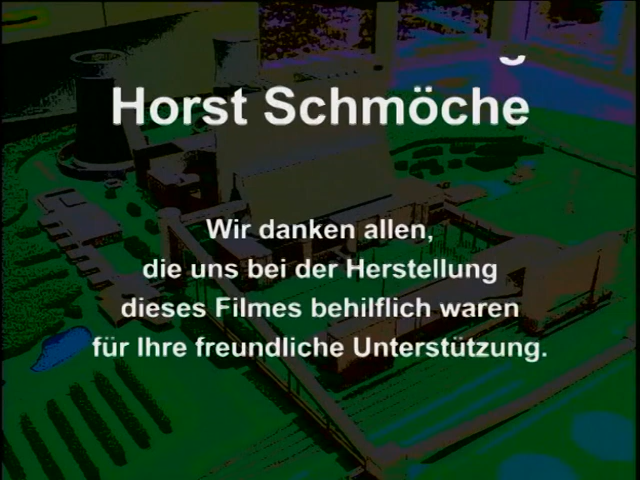 Horst Schmöche
Wir danken allen,
die uns bei der Herstellung
dieses Filmes behilflich waren
für Ihre freundliche Unterstützung.